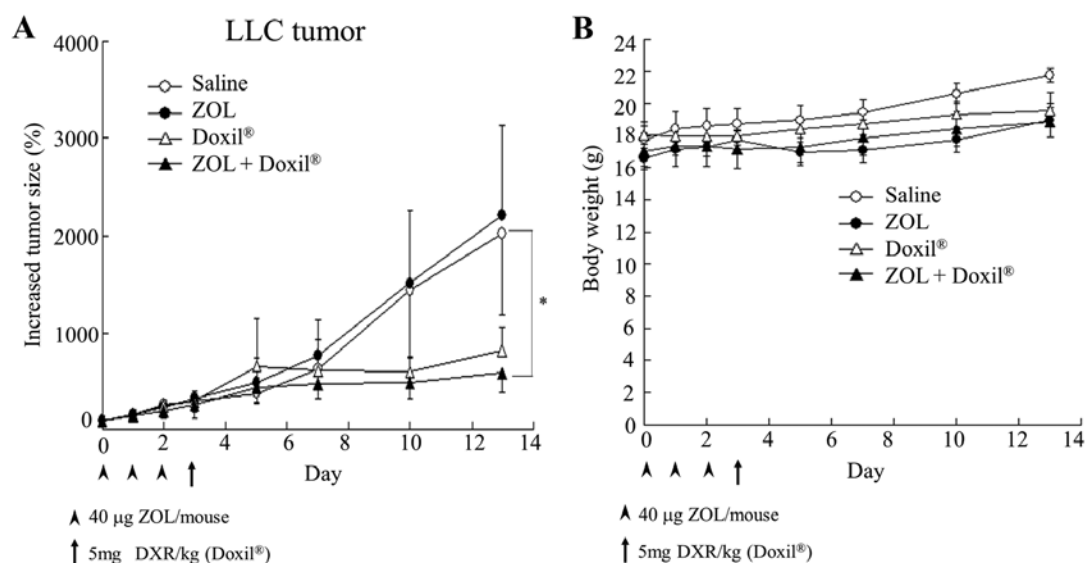 A
LLC tumor
Increased tumor size (%)
4000
3000
2000
1000
0
Saline
ZOL
Doxil®
ZOL + Doxil®
*
0 2 4 6 8 10 12 14
Day
40 µg ZOL/mouse
5mg DXR/kg (Doxil®)
B
Body weight (g)
24
22
20
18
16
14
12
10
8
6
4
2
0
Saline
ZOL
Doxil®
ZOL + Doxil®
0 2 4 6 8 10 12 14
Day
40 µg ZOL/mouse
5mg DXR/kg (Doxil®)